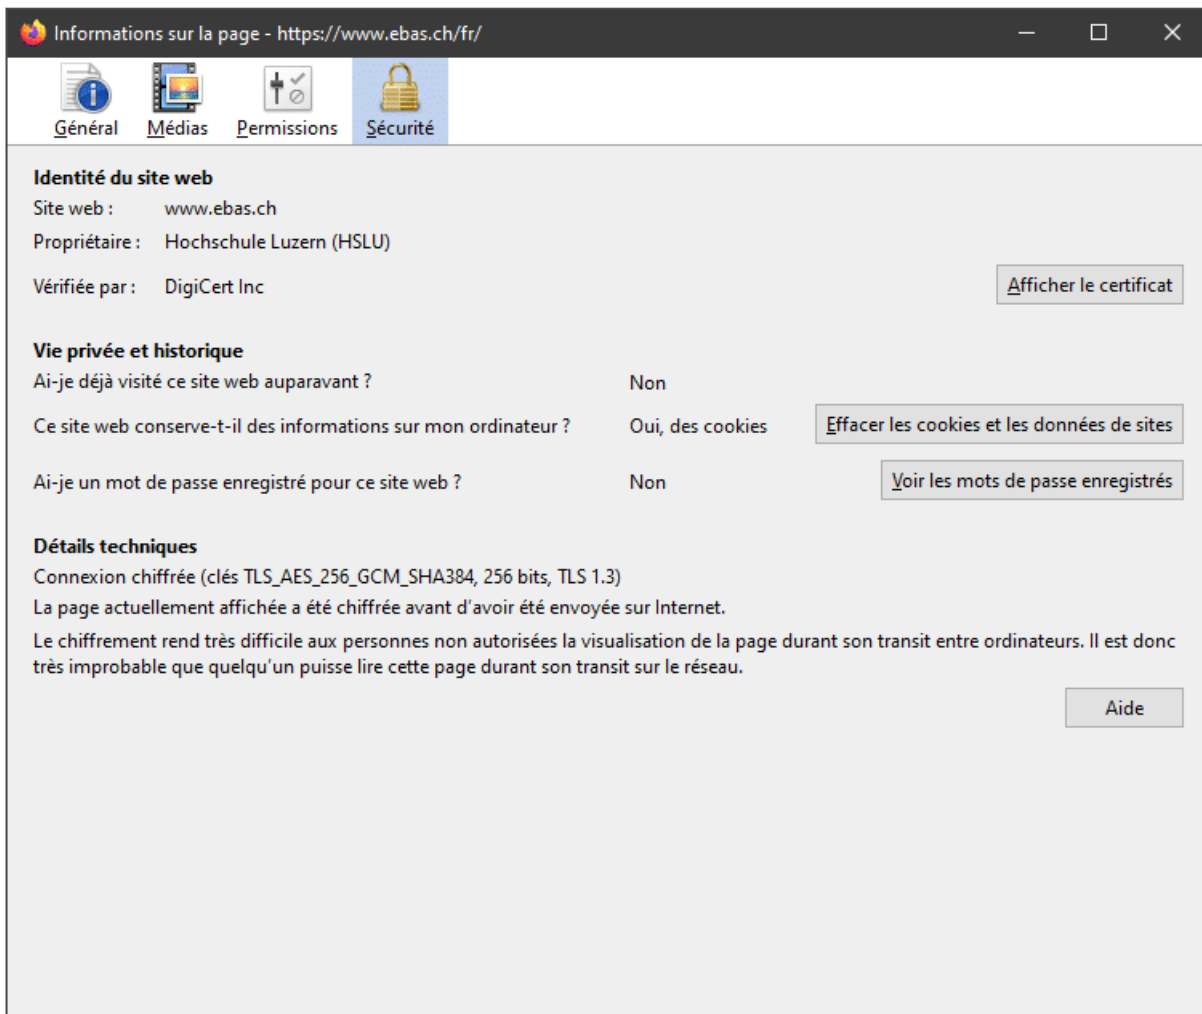 Informations sur la page - https://www.ebas.ch/fr/
Général Médias Permissions Sécurité
Identité du site web
Site web : www.ebas.ch
Propriétaire : Hochschule Luzern (HSLU)
Vérifiée par : DigiCert Inc Afficher le certificat
Vie privée et historique
Ai-je déjà visité ce site web auparavant ? Non
Ce site web conserve-t-il des informations sur mon ordinateur ? Oui, des cookies Effacer les cookies et les données de sites
Ai-je un mot de passe enregistré pour ce site web ? Non Voir les mots de passe enregistrés
Détails techniques
Connexion chiffrée (clés TLS_AES_256_GCM_SHA384, 256 bits, TLS 1.3)
La page actuellement affichée a été chiffrée avant d’avoir été envoyée sur Internet.
Le chiffrement rend très difficile aux personnes non autorisées la visualisation de la page durant son transit entre ordinateurs. Il est donc
très improbable que quelqu’un puisse lire cette page durant son transit sur le réseau.
Aide